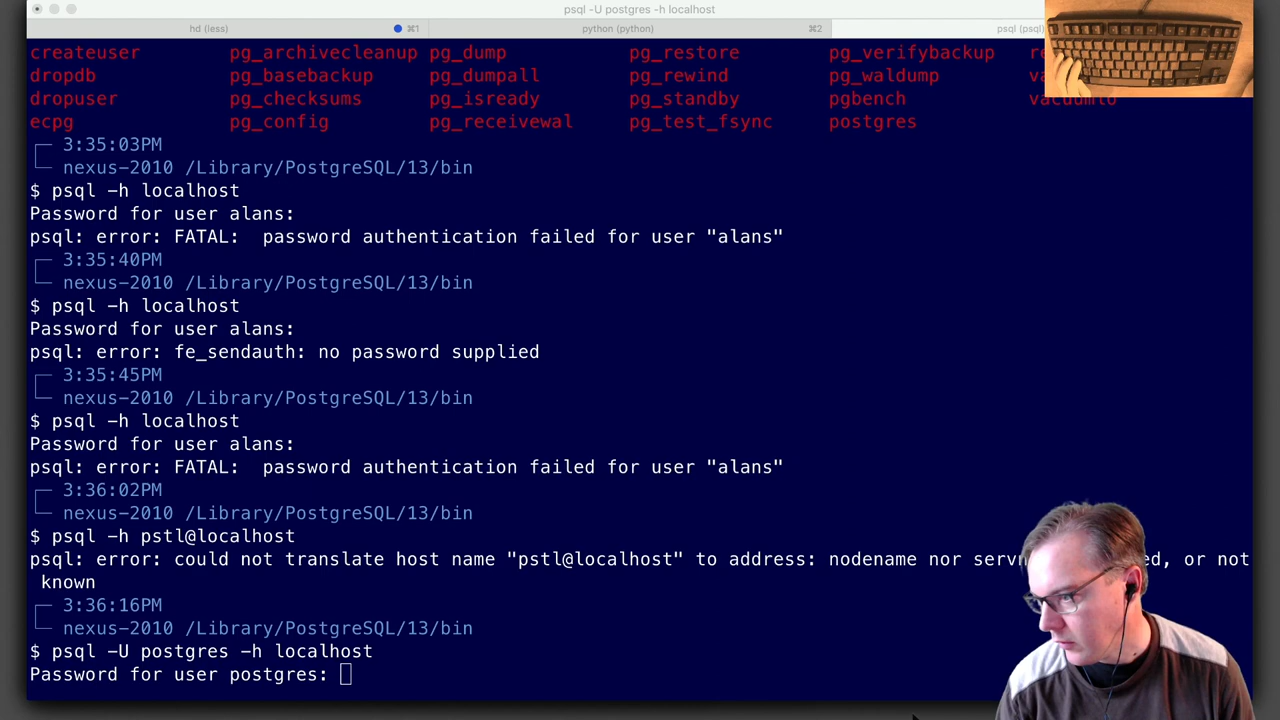 psql -U postgres -h localhost
hd (less) ⌘1 python (python) ⌘2 psql (psql)
createuser pg_archivecleanup pg_dump pg_restore pg_verifybackup
dropdb pg_basebackup pg_dumpall pg_rewind pg_waldump
dropuser pg_checksums pg_isready pg_standby pgbench vacuumlo
ecpg pg_config pg_receivewal pg_test_fsync postgres
3:35:03PM
nexus-2010 /Library/PostgreSQL/13/bin
$ psql -h localhost
Password for user alans:
psql: error: FATAL:  password authentication failed for user "alans"
3:35:40PM
nexus-2010 /Library/PostgreSQL/13/bin
$ psql -h localhost
Password for user alans:
psql: error: fe_sendauth: no password supplied
3:35:45PM
nexus-2010 /Library/PostgreSQL/13/bin
$ psql -h localhost
Password for user alans:
psql: error: FATAL:  password authentication failed for user "alans"
3:36:02PM
nexus-2010 /Library/PostgreSQL/13/bin
$ psql -h pstl@localhost
psql: error: could not translate host name "pstl@localhost" to address: nodename nor or not
known
3:36:16PM
nexus-2010 /Library/PostgreSQL/13/bin
$ psql -U postgres -h localhost
Password for user postgres: